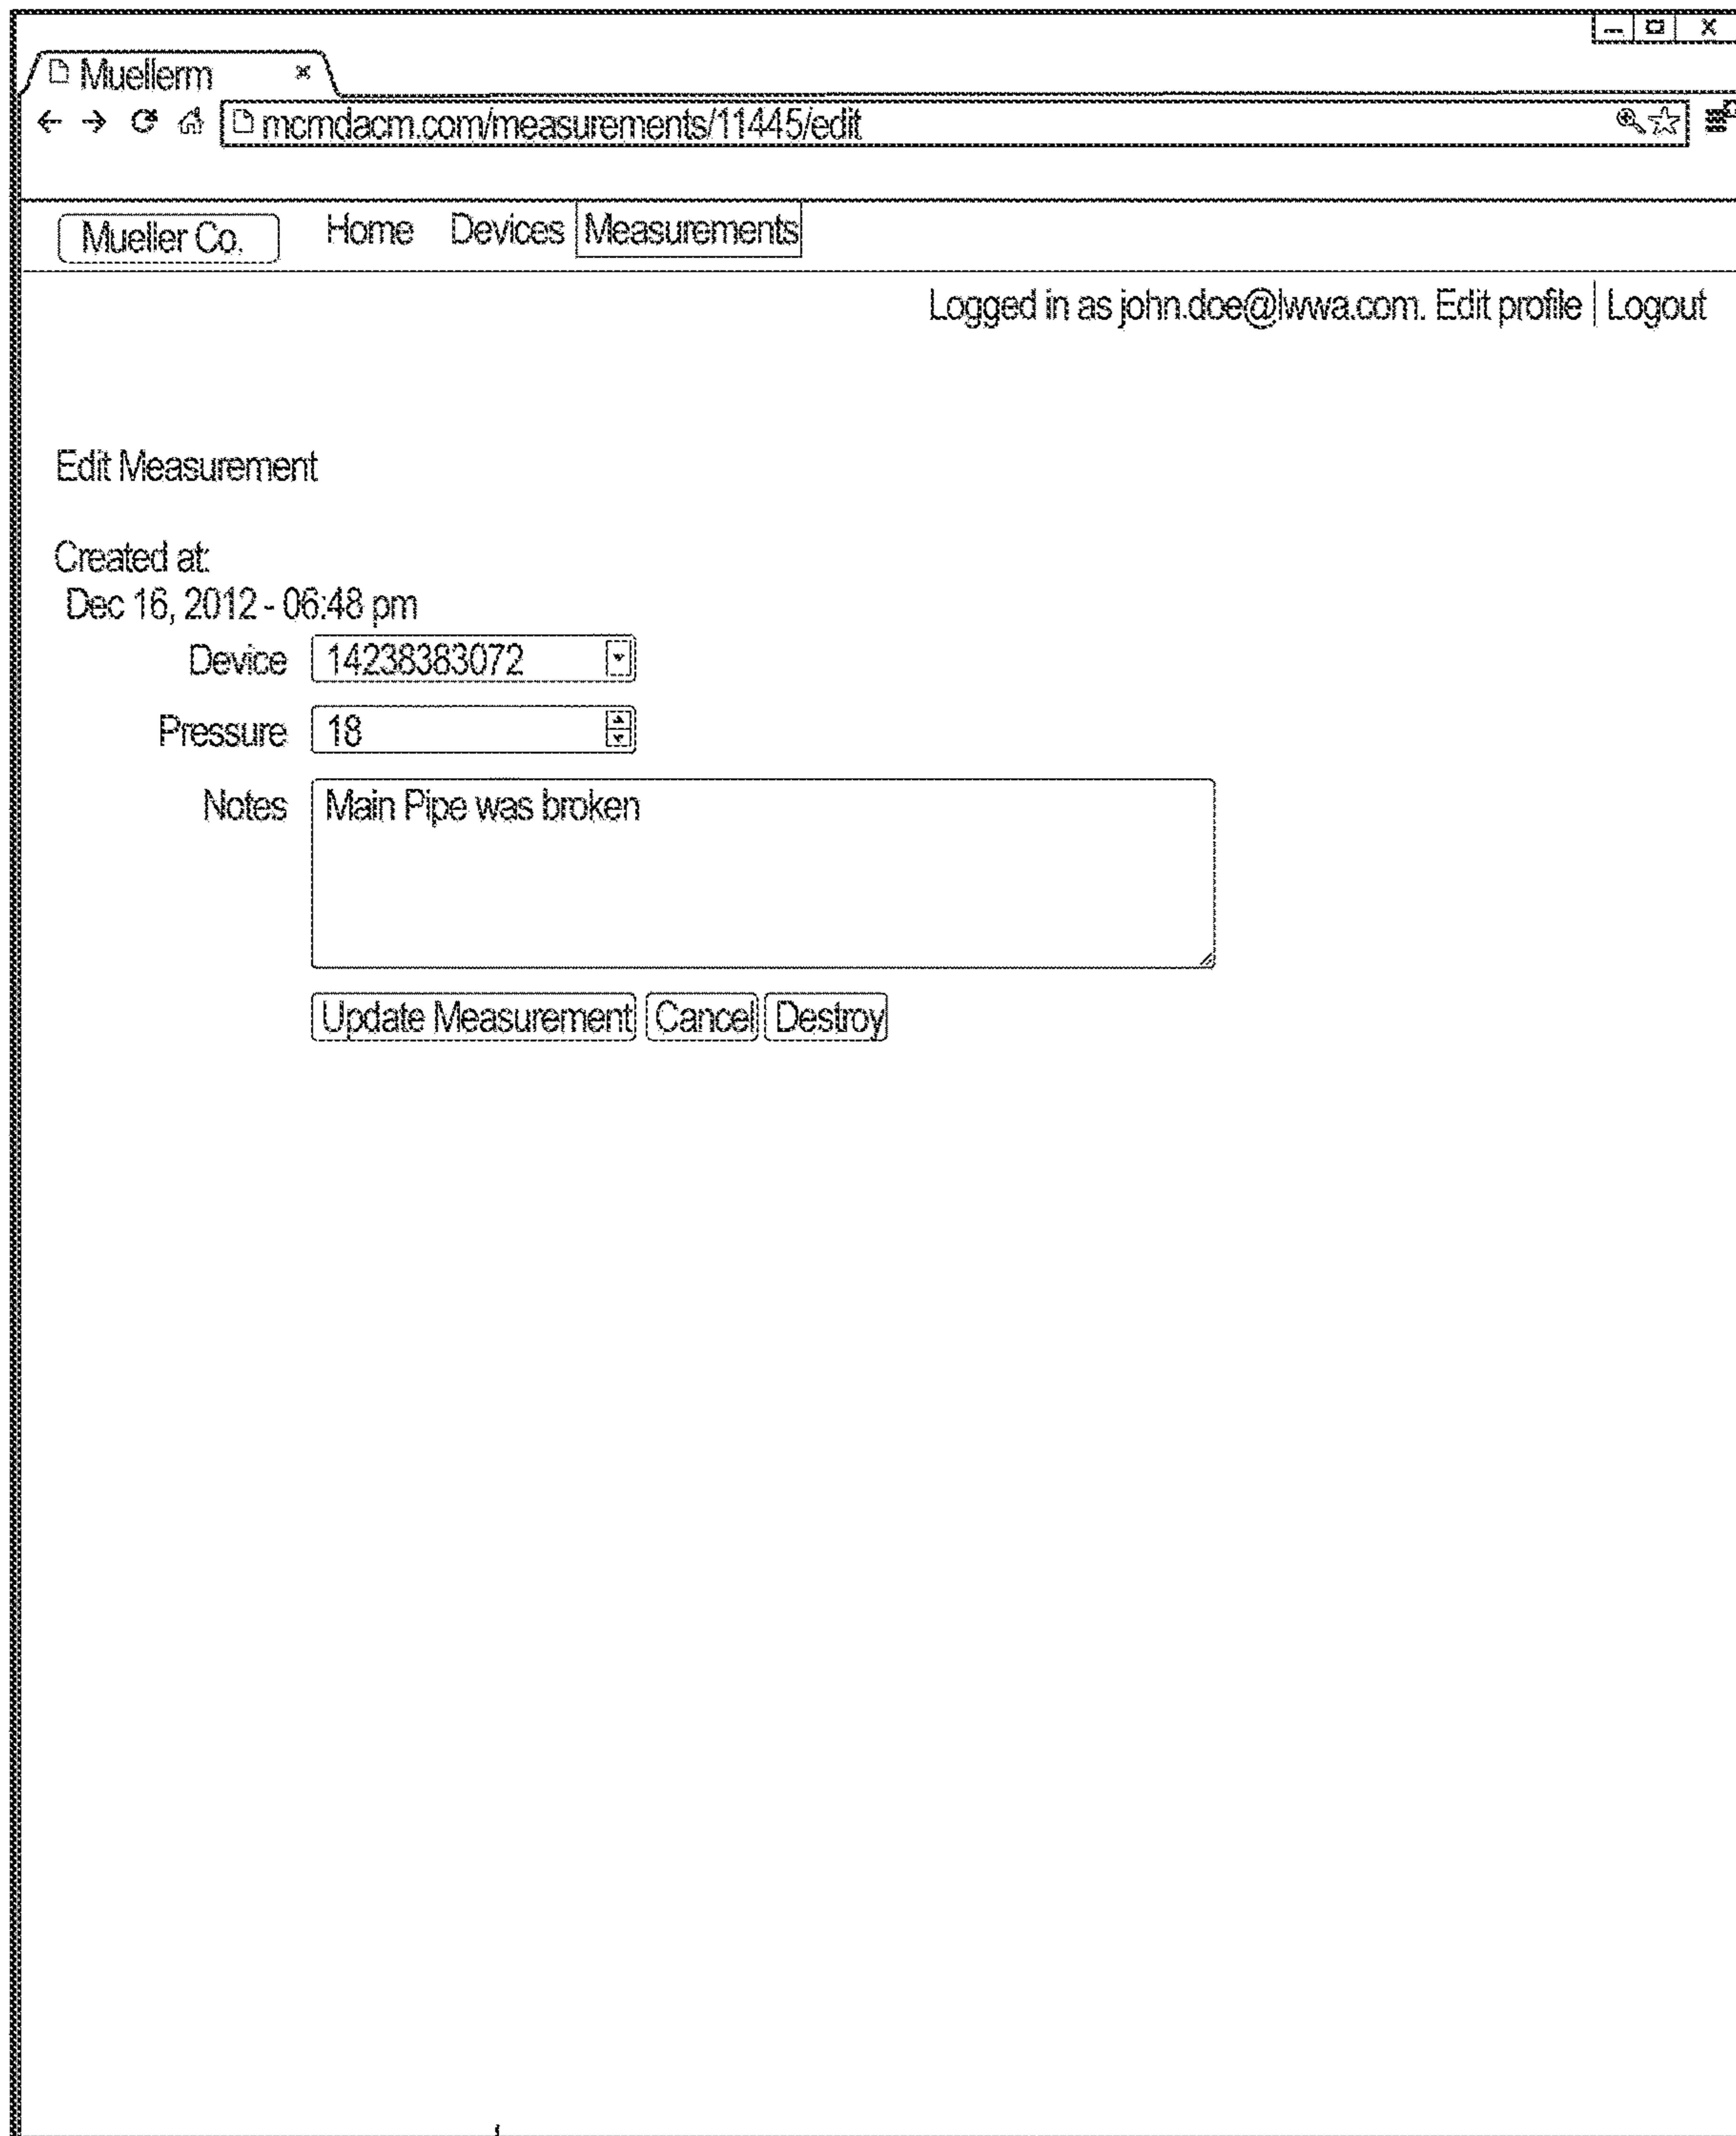 Muellerm
mcmdacm.com/measurements/11445/edit
Mueller Co. Home Devices Measurements
Logged in as john.doe@lwwa.com. Edit profile | Logout
Edit Measurement
Created at:
Dec 16, 2012 - 06:48 pm
Device 14238383072
Pressure 18
Notes Main Pipe was broken
Update Measurement Cancel Destroy